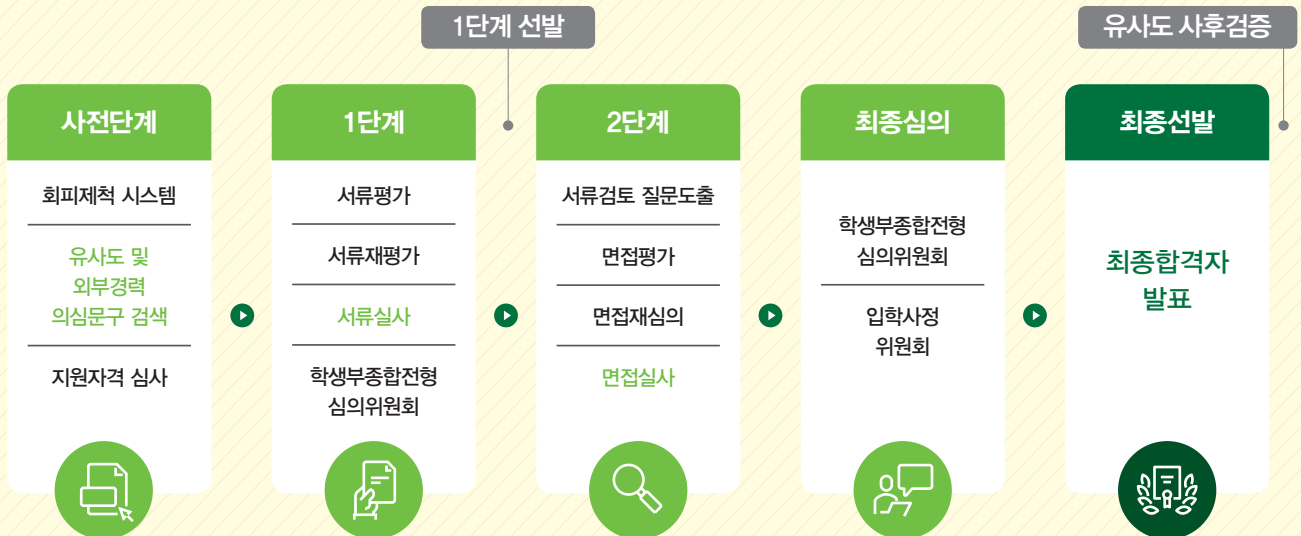 1단계 선발
유사도 사후검증
사전단계
회피제척 시스템
유사도 및
외부경력
의심문구 검색
지원자격 심사
1단계
서류평가
서류재평가
서류실사
학생부종합전형
심의위원회
2단계
서류검토 질문도출
면접평가
면접재심의
면접실사
최종심의
학생부종합전형
심의위원회
입학사정
위원회
최종선발
최종합격자
발표